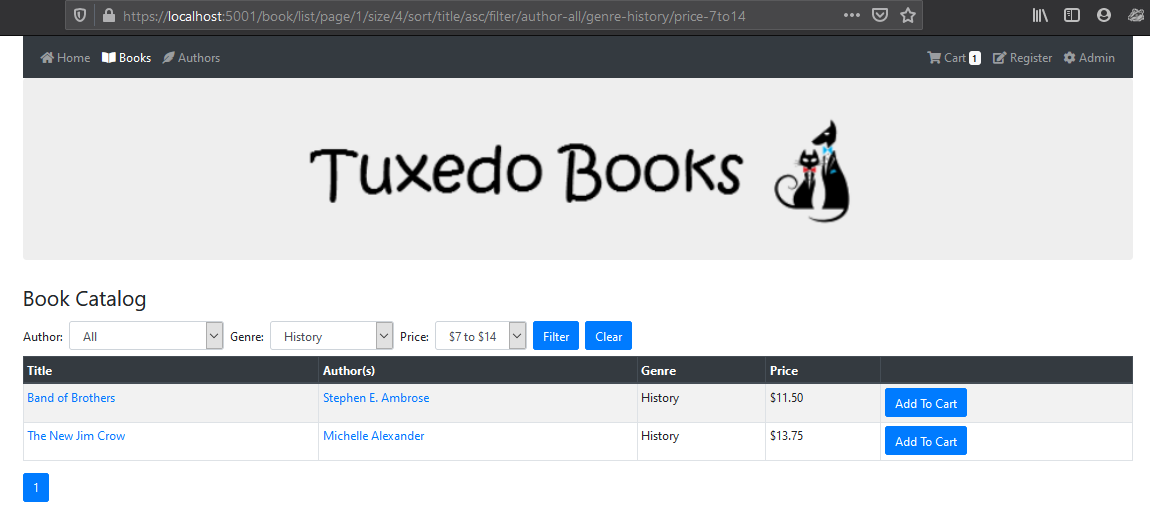 https://localhost:5001/book/list/page/1/size/4/sort/title/asc/filter/author-all/genre-history/price-7to14
Home Books Authors Cart 1 Register Admin
Tuxedo Books
Book Catalog
Author: All Genre: History Price: $7 to $14 Filter Clear
Title Author(s) Genre Price
Band of Brothers Stephen E. Ambrose History $11.50 Add To Cart
The New Jim Crow Michelle Alexander History $13.75 Add To Cart
1